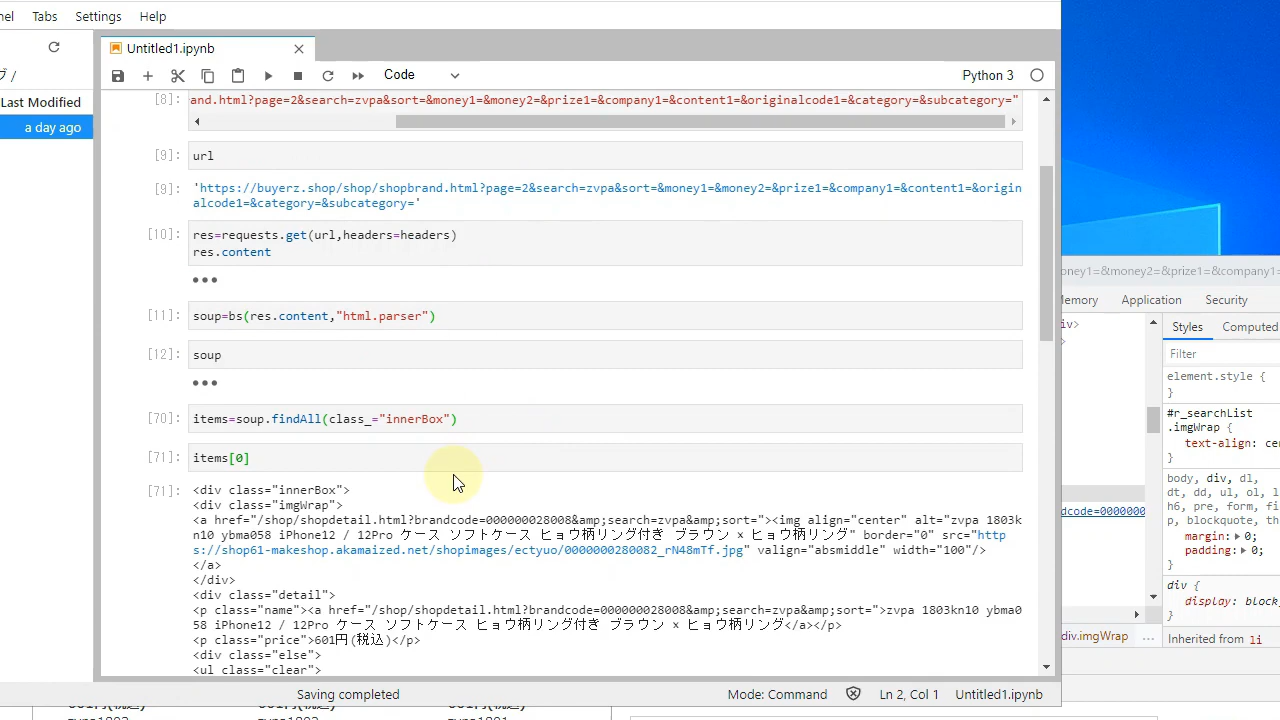 Tabs Settings Help
Untitled1.ipynb
Code
Python 3
Last Modified
a day ago
[8]: and.html?page=2&search=zvpa&sort=&money1=&money2=&prize1=&company1=&content1=&originalcode1=&category=&subcategory="
[9]: url
[9]: 'https://buyerz.shop/shop/shopbrand.html?page=2&search=zvpa&sort=&money1=&money2=&prize1=&company1=&content1=&origin
alcode1=&category=&subcategory='
[10]: res=requests.get(url,headers=headers)
res.content
[11]: soup=bs(res.content,"html.parser")
[12]: soup
[70]: items=soup.findAll(class_="innerBox")
[71]: items[0]
[71]: <div class="innerBox">
<div class="imgWrap">
<a href="/shop/shopdetail.html?brandcode=000000028008&amp;search=zvpa&amp;sort="><img align="center" alt="zvpa 1803k
n10 ybma058 iPhone12 / 12Pro ケース ソフトケース ヒョウ柄リング付き ブラウン × ヒョウ柄リング" border="0" src="http
s://shop61-makeshop.akamaized.net/shopimages/ectyuo/0000000280082_rN48mTf.jpg" valign="absmiddle" width="100"/>
</a>
</div>
<div class="detail">
<p class="name"><a href="/shop/shopdetail.html?brandcode=000000028008&amp;search=zvpa&amp;sort=">zvpa 1803kn10 ybma0
58 iPhone12 / 12Pro ケース ソフトケース ヒョウ柄リング付き ブラウン × ヒョウ柄リング</a></p>
<p class="price">601円(税込)</p>
<div class="else">
<ul class="clear">
Saving completed
Mode: Command
Ln 2, Col 1
Untitled1.ipynb
oney1=&money2=&prize1=&company1=
Memory Application Security
Styles Computed
Filter
element.style {
}
#r_searchList
.imgWrap {
text-align: cen
}
body, div, dl,
dt, dd, ul, ol, l
h6, pre, form, fi
p, blockquote, th
margin: 0;
padding: 0;
}
div {
display: block
}
Inherited from li
dcode=0000000
div.imgWrap ...